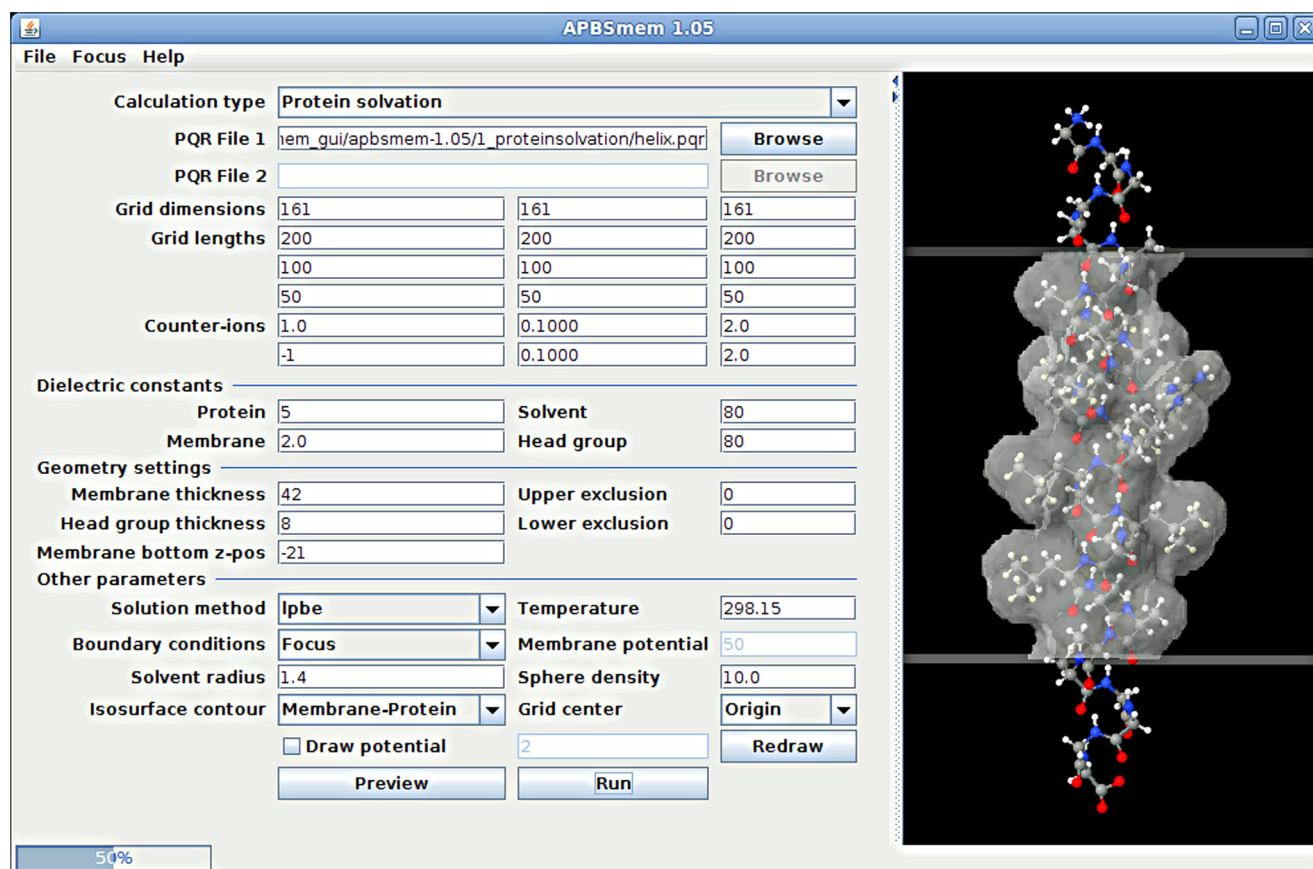 APBSmem 1.05
File Focus Help
Calculation type Protein solvation
PQR File 1 nem_gui/apbsmem-1.05/1_proteinsolvation/helix.pqr Browse
PQR File 2 Browse
Grid dimensions 161 161 161
Grid lengths 200 200 200
100 100 100
50 50 50
Counter-ions 1.0 0.1000 2.0
-1 0.1000 2.0
Dielectric constants
Protein 5 Solvent 80
Membrane 2.0 Head group 80
Geometry settings
Membrane thickness 42 Upper exclusion 0
Head group thickness 8 Lower exclusion 0
Membrane bottom z-pos -21
Other parameters
Solution method lpbe Temperature 298.15
Boundary conditions Focus Membrane potential 50
Solvent radius 1.4 Sphere density 10.0
Isosurface contour Membrane-Protein Grid center Origin
Draw potential 2 Redraw
Preview Run
50%